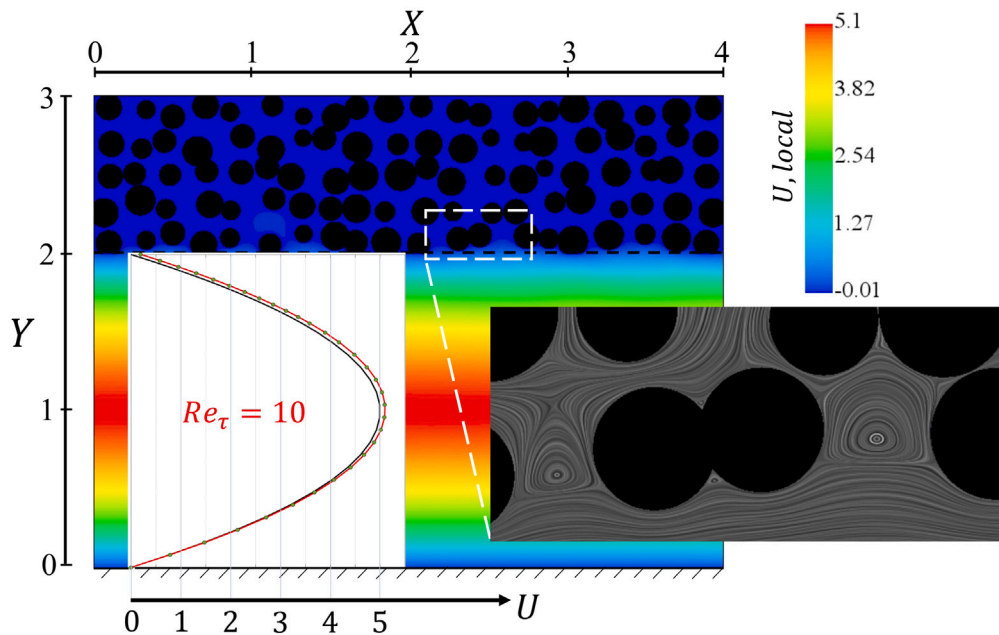 X
0 1 2 3 4
3
2
Y
1
0
Re_τ = 10
0 1 2 3 4 5
U
U, local
5.1
3.82
2.54
1.27
-0.01